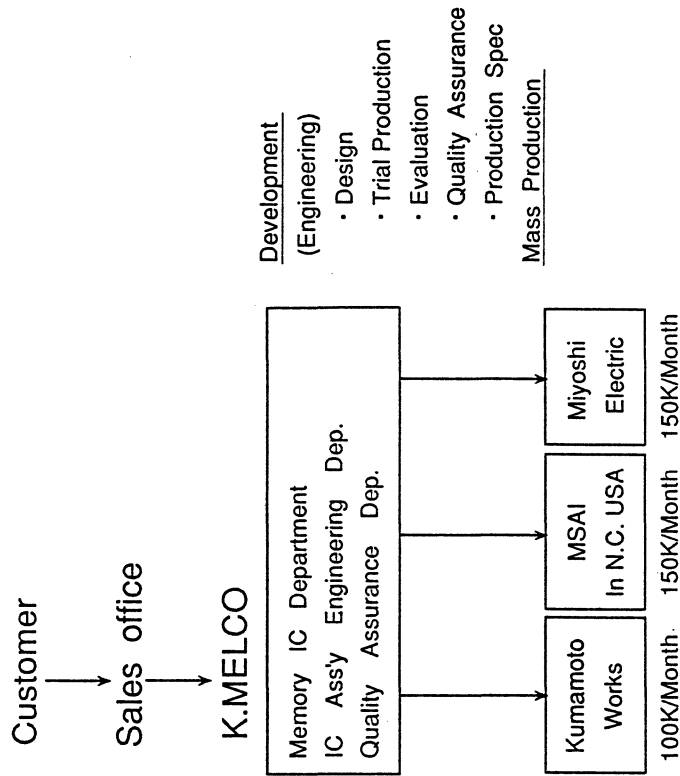 Customer
Sales office
K.MELCO
Memory IC Department
IC Ass'y Engineering Dep.
Quality Assurance Dep.
Development
(Engineering)
· Design
· Trial Production
· Evaluation
· Quality Assurance
· Production Spec
Mass Production
Kumamoto
Works
100K/Month
MSAI
In N.C. USA
150K/Month
Miyoshi
Electric
150K/Month